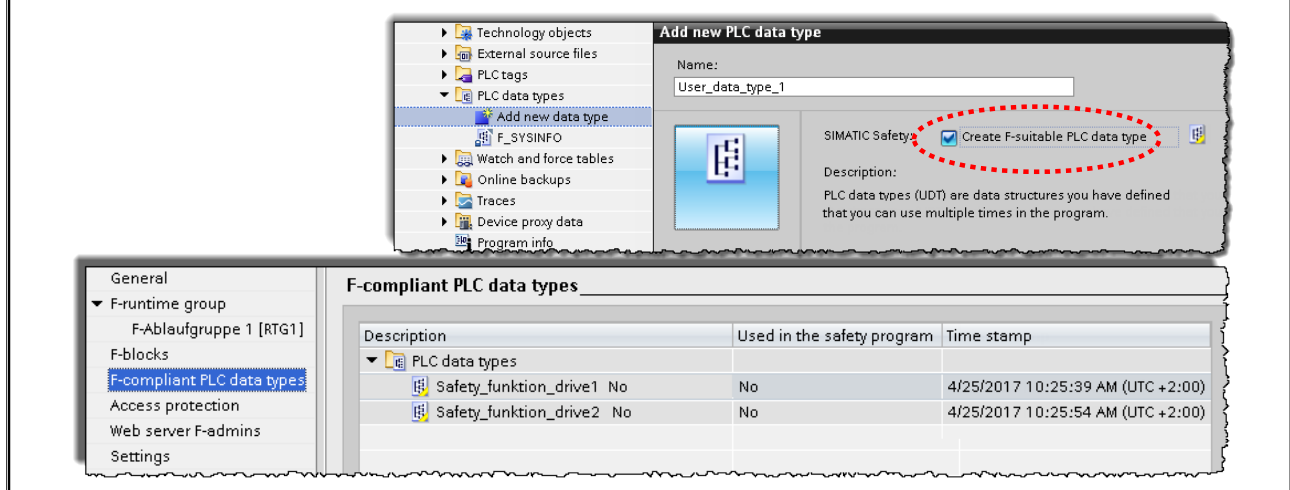 Technology objects
External source files
PLC tags
PLC data types
Add new data type
F_SYSINFO
Watch and force tables
Online backups
Traces
Device proxy data
Program info
Add new PLC data type
Name:
User_data_type_1
SIMATIC Safety: Create F-suitable PLC data type
Description:
PLC data types (UDT) are data structures you have defined
that you can use multiple times in the program.
General
F-runtime group
F-Ablaufgruppe 1 [RTG1]
F-blocks
F-compliant PLC data types
Access protection
Web server F-admins
Settings
F-compliant PLC data types
Description Used in the safety program Time stamp
PLC data types
Safety_funktion_drive1 No No 4/25/2017 10:25:39 AM (UTC +2:00)
Safety_funktion_drive2 No No 4/25/2017 10:25:54 AM (UTC +2:00)